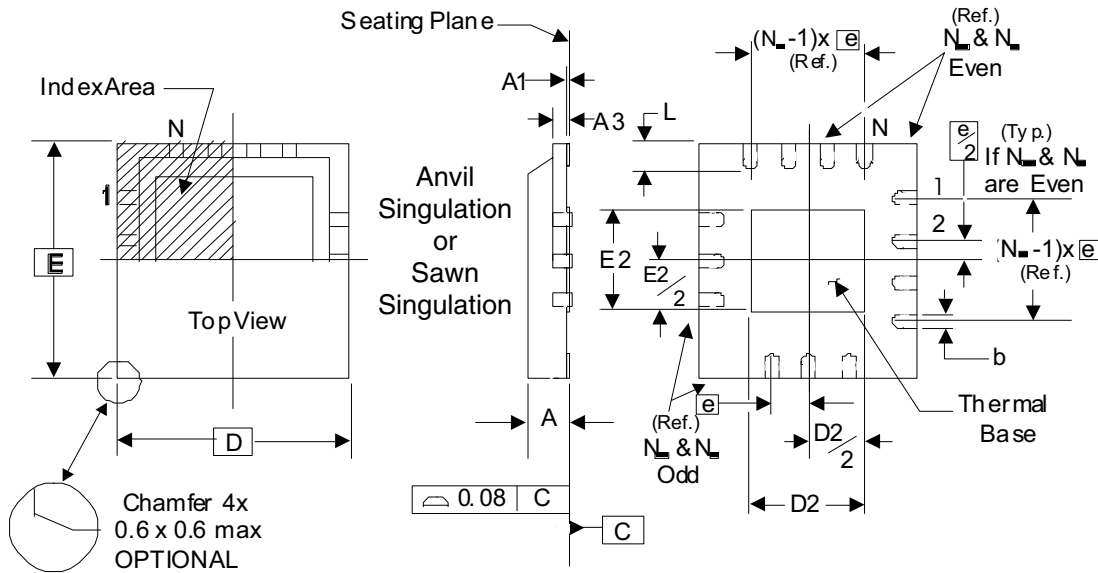 Seating Plane
IndexArea
N
1
E
TopView
D
Chamfer 4x
0.6 x 0.6 max
OPTIONAL
A1
A3
L
Anvil
Singulation
or
Sawn
Singulation
A
0.08 C
C
(N -1)x e
(Ref.)
(Ref.)
N & N
Even
N
e/2
(Typ.)
If N & N
are Even
1
2
(N -1)x e
(Ref.)
E2
E2/2
b
e
(Ref.)
N & N
Odd
D2/2
D2
Thermal
Base